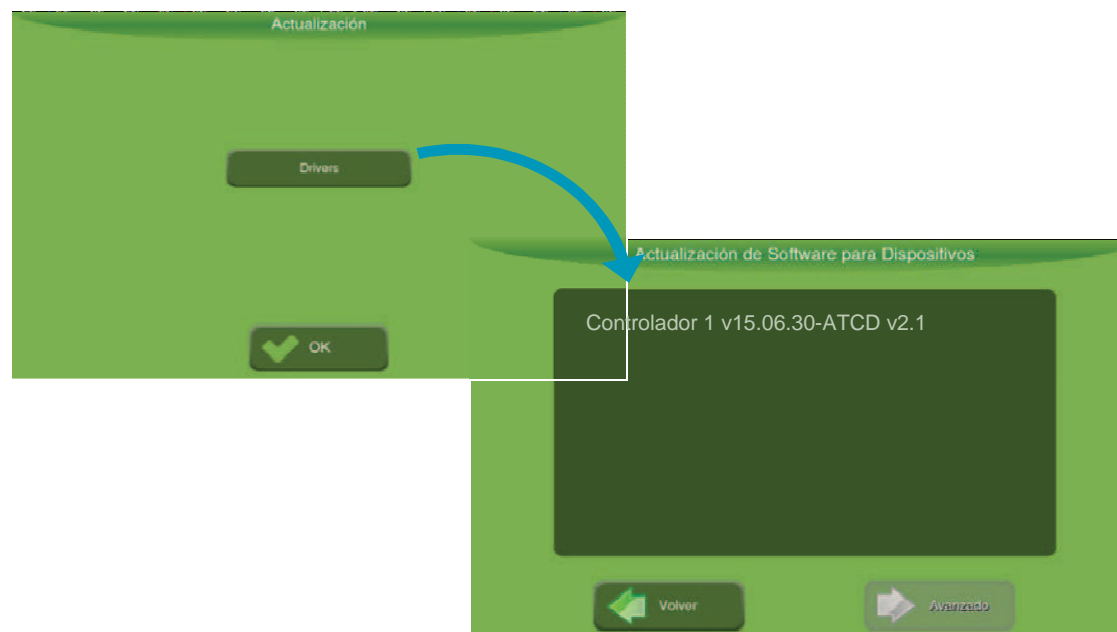 Actualización
Drivers
OK
Actualización de Software para Dispositivos
Controlador 1 v15.06.30-ATCD v2.1
Volver
Avanzado